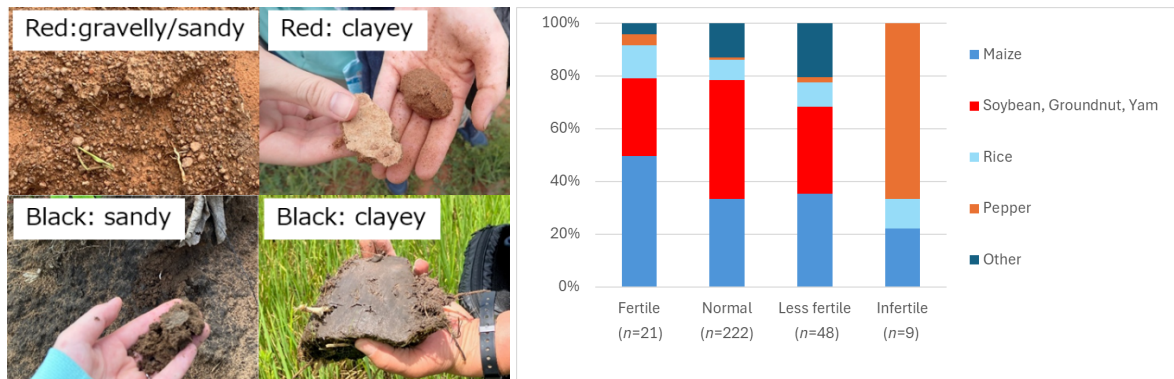 Red:gravelly/sandy
Red: clayey
Black: sandy
Black: clayey
100%
80%
60%
40%
20%
0%
Fertile
(n=21)
Normal
(n=222)
Less fertile
(n=48)
Infertile
(n=9)
Maize
Soybean, Groundnut, Yam
Rice
Pepper
Other